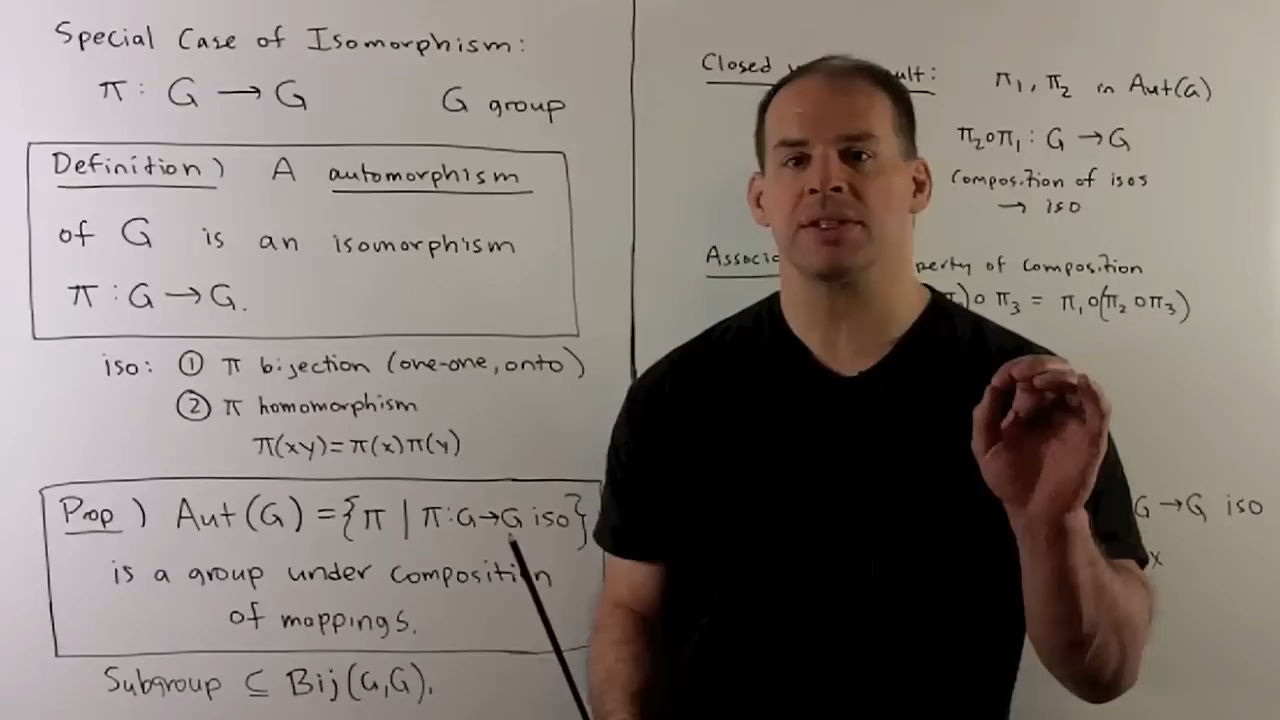 Special Case of Isomorphism:
π: G → G G group
Definition) A automorphism
of G is an isomorphism
π: G → G.
iso: ① π bijection (one-one, onto)
② π homomorphism
π(xy)=π(x)π(y)
Prop) Aut(G) = {π | π:G→G iso}
is a group under composition
of mappings.
Subgroup ⊆ Bij(G,G).
Closed ult:
π₁, π₂ in Aut(G)
π₂∘π₁: G → G
Composition of isos
→ iso
Associ perty of composition
)∘π₃ = π₁∘(π₂∘π₃)
G → G iso
x